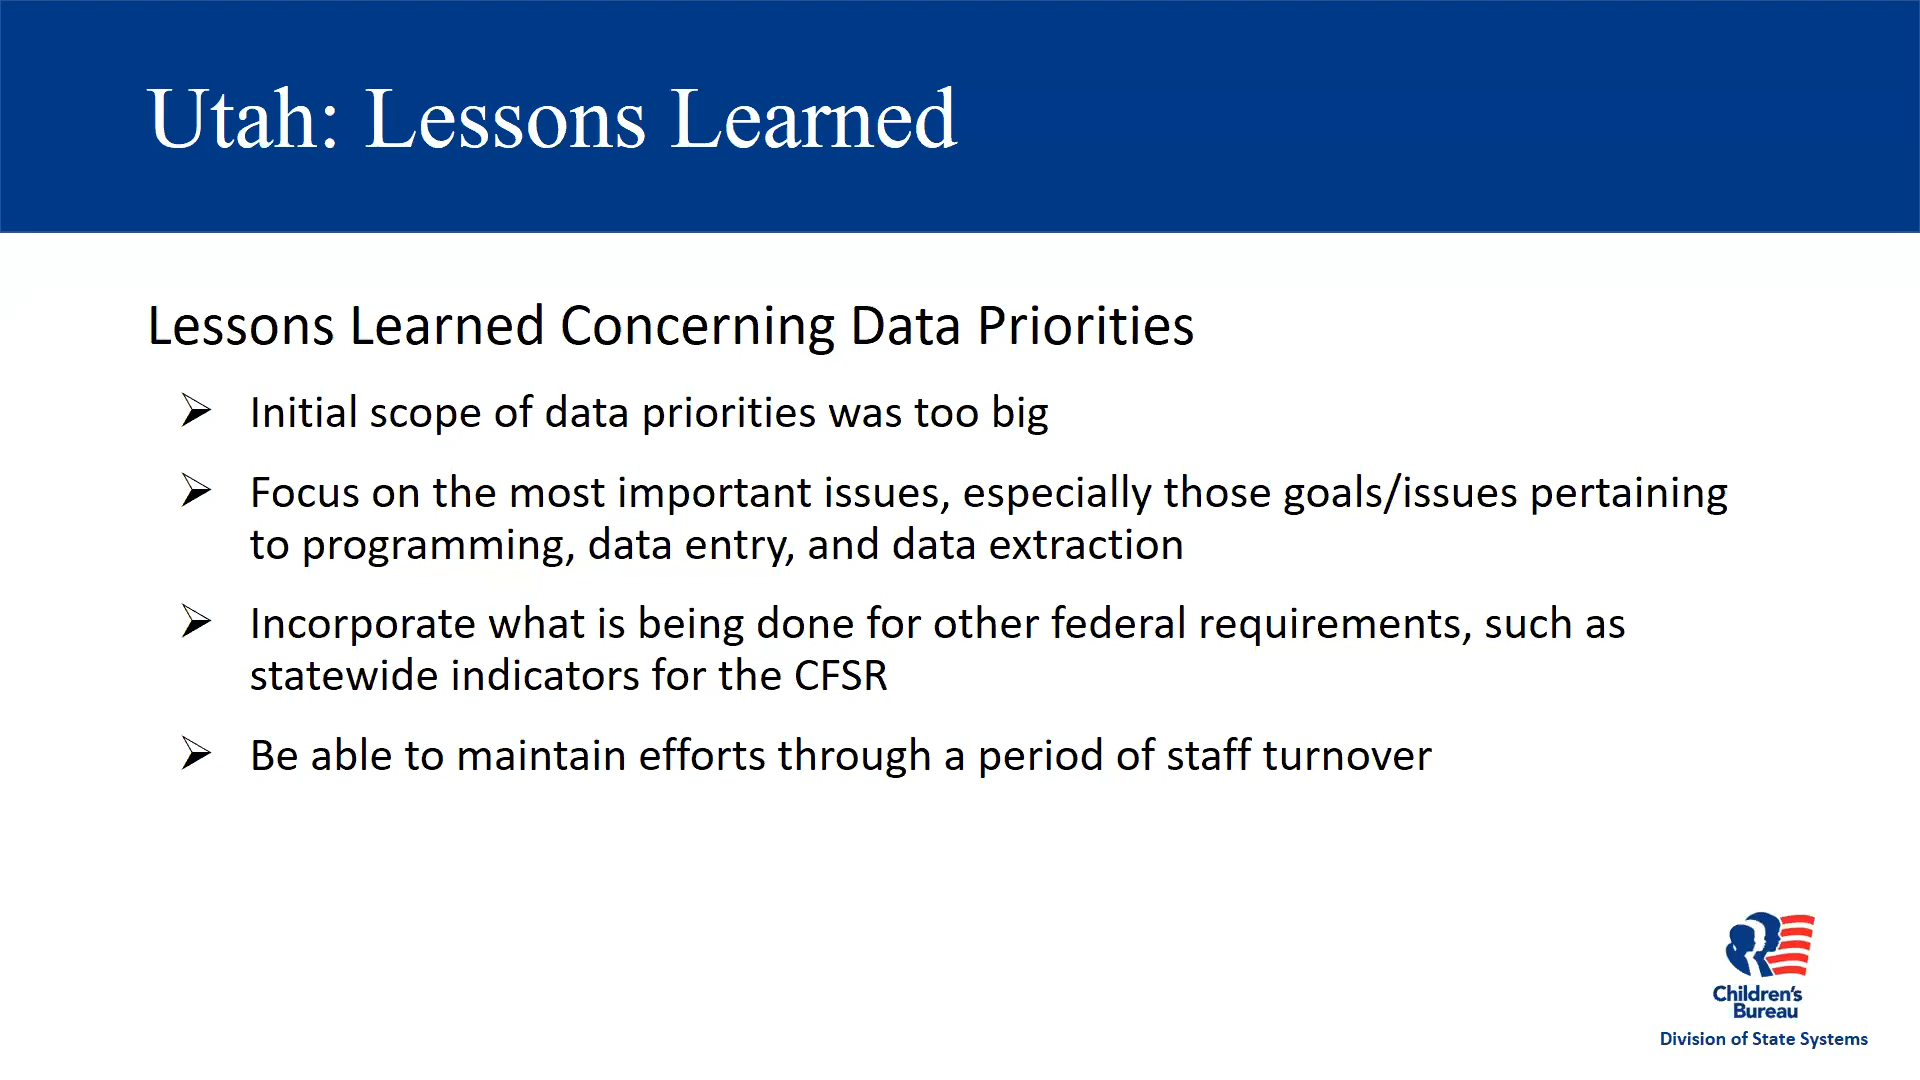 Utah: Lessons Learned
Lessons Learned Concerning Data Priorities
Initial scope of data priorities was too big
Focus on the most important issues, especially those goals/issues pertaining
to programming, data entry, and data extraction
Incorporate what is being done for other federal requirements, such as
statewide indicators for the CFSR
Be able to maintain efforts through a period of staff turnover
Children's
Bureau
Division of State Systems